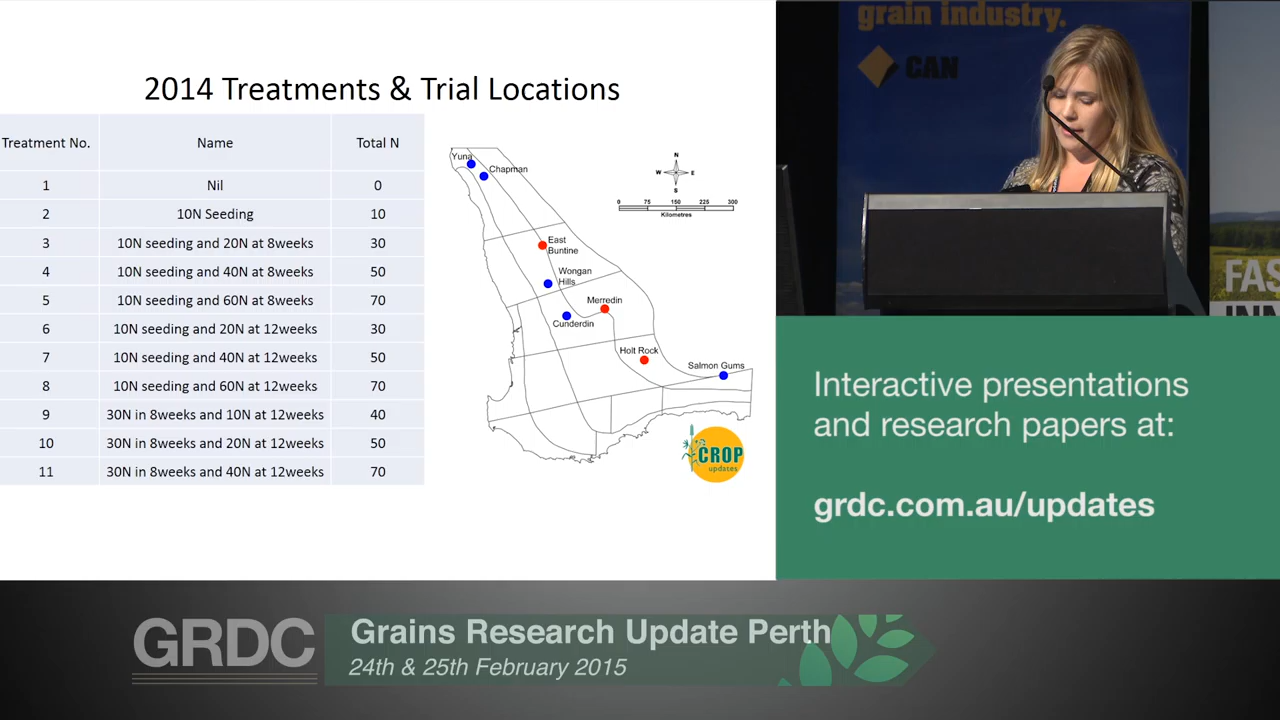 2014 Treatments & Trial Locations
Treatment No. Name Total N
1 Nil 0
2 10N Seeding 10
3 10N seeding and 20N at 8weeks 30
4 10N seeding and 40N at 8weeks 50
5 10N seeding and 60N at 8weeks 70
6 10N seeding and 20N at 12weeks 30
7 10N seeding and 40N at 12weeks 50
8 10N seeding and 60N at 12weeks 70
9 30N in 8weeks and 10N at 12weeks 40
10 30N in 8weeks and 20N at 12weeks 50
11 30N in 8weeks and 40N at 12weeks 70
Yuna
Chapman
East
Buntine
Wongan
Hills
Merredin
Cunderdin
Holt Rock
Salmon Gums
N
W E
S
0 75 150 225 300
Kilometres
CROP
updates
grain industry.
CAN
FAS
Interactive presentations
and research papers at:
grdc.com.au/updates
GRDC
Grains Research Update Perth
24th & 25th February 2015